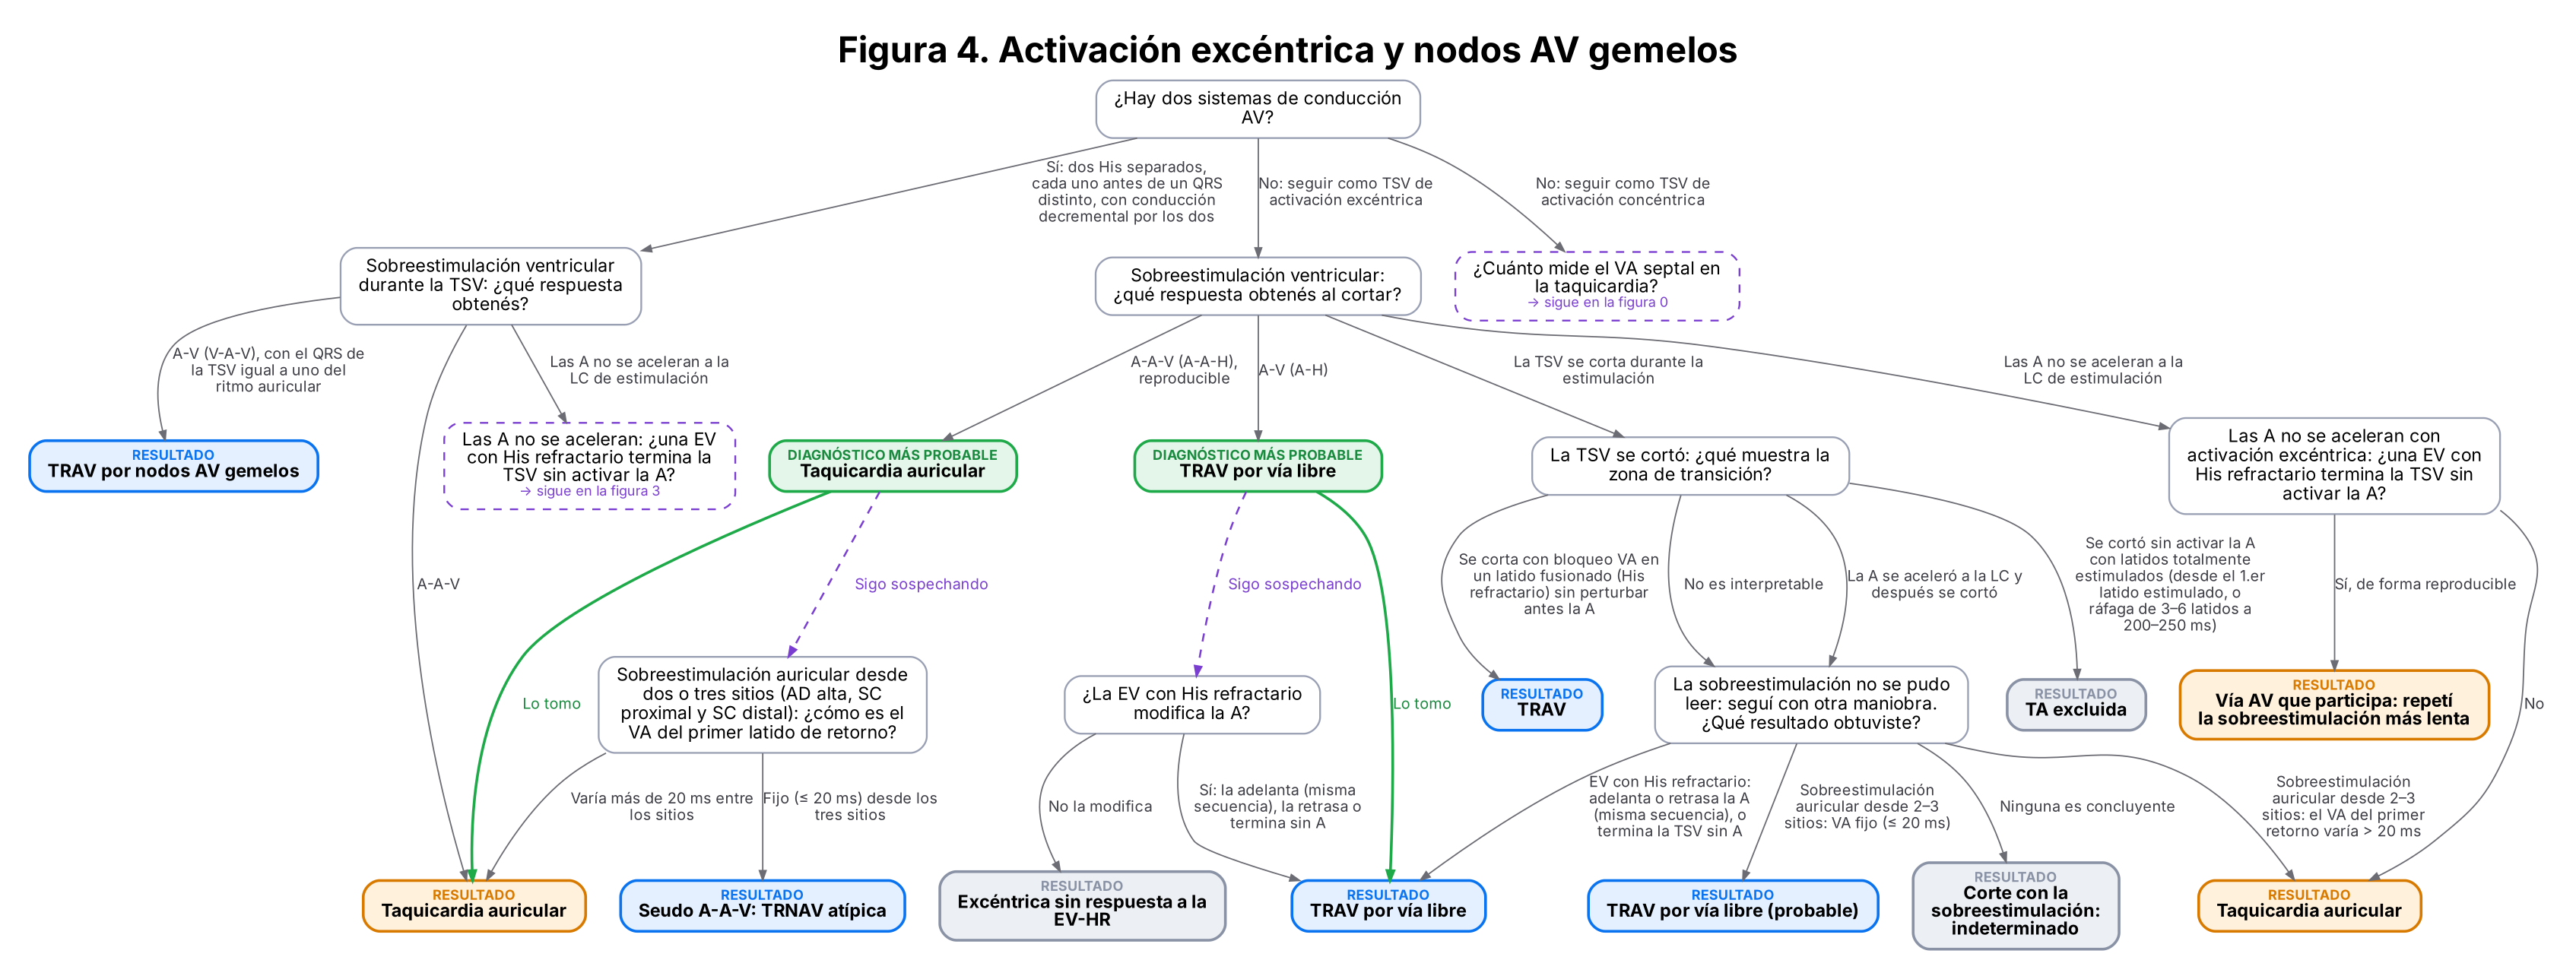 Figura 4. Activación excéntrica y nodos AV gemelos
¿Hay dos sistemas de conducción
AV?
Sí: dos His separados,
cada uno antes de un QRS
distinto, con conducción
decremental por los dos
No: seguir como TSV de
activación excéntrica
No: seguir como TSV de
activación concéntrica
Sobreestimulación ventricular
durante la TSV: ¿qué respuesta
obtenés?
Sobreestimulación ventricular:
¿qué respuesta obtenés al cortar?
¿Cuánto mide el VA septal en
la taquicardia?
→ sigue en la figura 0
A-V (V-A-V), con el QRS de
la TSV igual a uno del
ritmo auricular
Las A no se aceleran a la
LC de estimulación
A-A-V (A-A-H),
reproducible
A-V (A-H)
La TSV se corta durante la
estimulación
Las A no se aceleran a la
LC de estimulación
RESULTADO
TRAV por nodos AV gemelos
Las A no se aceleran: ¿una EV
con His refractario termina la
TSV sin activar la A?
→ sigue en la figura 3
DIAGNÓSTICO MÁS PROBABLE
Taquicardia auricular
DIAGNÓSTICO MÁS PROBABLE
TRAV por vía libre
La TSV se cortó: ¿qué muestra la
zona de transición?
Las A no se aceleran con
activación excéntrica: ¿una EV con
His refractario termina la TSV sin
activar la A?
A-A-V
Sigo sospechando
Sigo sospechando
Se corta con bloqueo VA en
un latido fusionado (His
refractario) sin perturbar
antes la A
No es interpretable
La A se aceleró a la LC y
después se cortó
Se cortó sin activar la A
con latidos totalmente
estimulados (desde el 1.er
latido estimulado, o
ráfaga de 3–6 latidos a
200–250 ms)
Sí, de forma reproducible
Lo tomo
Sobreestimulación auricular desde
dos o tres sitios (AD alta, SC
proximal y SC distal): ¿cómo es el
VA del primer latido de retorno?
¿La EV con His refractario
modifica la A?
Lo tomo
RESULTADO
TRAV
La sobreestimulación no se pudo
leer: seguí con otra maniobra.
¿Qué resultado obtuviste?
RESULTADO
TA excluida
RESULTADO
Vía AV que participa: repetí
la sobreestimulación más lenta
No
Varía más de 20 ms entre
los sitios
Fijo (≤ 20 ms) desde los
tres sitios
No la modifica
Sí: la adelanta (misma
secuencia), la retrasa o
termina sin A
EV con His refractario:
adelanta o retrasa la A
(misma secuencia), o
termina la TSV sin A
Sobreestimulación
auricular desde 2–3
sitios: VA fijo (≤ 20 ms)
Ninguna es concluyente
Sobreestimulación
auricular desde 2–3
sitios: el VA del primer
retorno varía > 20 ms
RESULTADO
Taquicardia auricular
RESULTADO
Seudo A-A-V: TRNAV atípica
RESULTADO
Excéntrica sin respuesta a la
EV-HR
RESULTADO
TRAV por vía libre
RESULTADO
TRAV por vía libre (probable)
RESULTADO
Corte con la
sobreestimulación:
indeterminado
RESULTADO
Taquicardia auricular